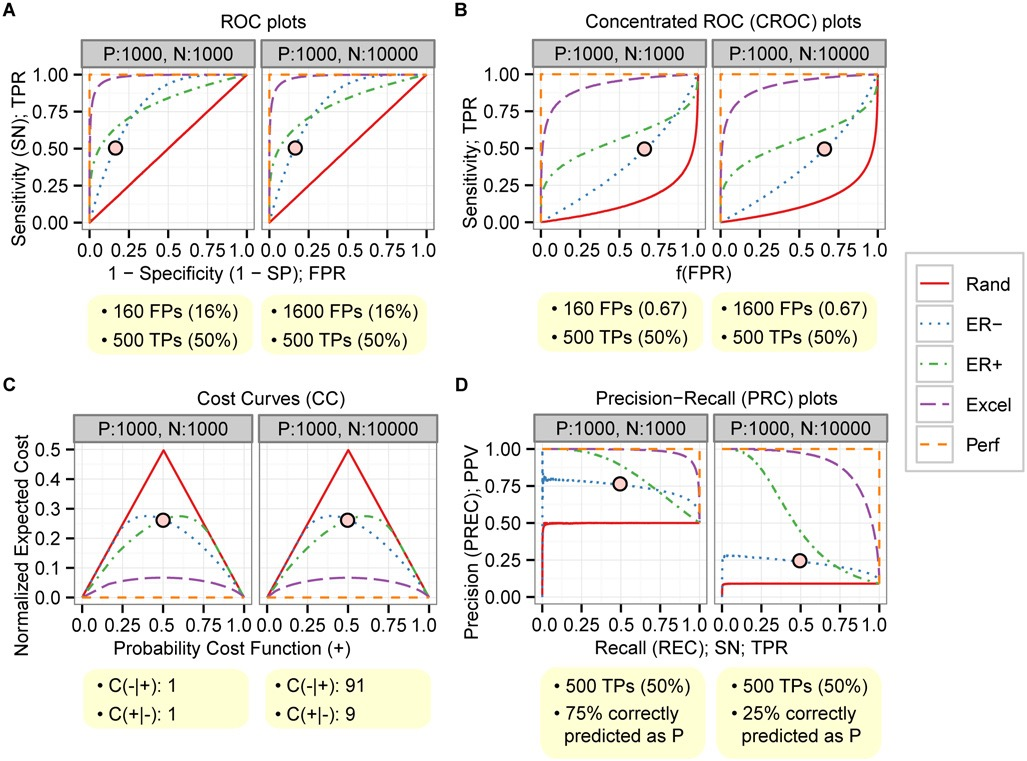 A
ROC plots
P:1000, N:1000
P:1000, N:10000
Sensitivity (SN); TPR
1.00
0.75
0.50
0.25
0.00
0.0 0.25 0.5 0.75 1.0
0.0 0.25 0.5 0.75 1.0
1 − Specificity (1 − SP); FPR
• 160 FPs (16%)
• 500 TPs (50%)
• 1600 FPs (16%)
• 500 TPs (50%)
B
Concentrated ROC (CROC) plots
P:1000, N:1000
P:1000, N:10000
Sensitivity; TPR
1.00
0.75
0.50
0.25
0.00
0.0 0.25 0.5 0.75 1.0
0.0 0.25 0.5 0.75 1.0
f(FPR)
• 160 FPs (0.67)
• 500 TPs (50%)
• 1600 FPs (0.67)
• 500 TPs (50%)
Rand
ER−
ER+
Excel
Perf
C
Cost Curves (CC)
P:1000, N:1000
P:1000, N:10000
Normalized Expected Cost
0.5
0.4
0.3
0.2
0.1
0.0
0.0 0.25 0.5 0.75 1.0
0.0 0.25 0.5 0.75 1.0
Probability Cost Function (+)
• C(-|+): 1
• C(+|-): 1
• C(-|+): 91
• C(+|-): 9
D
Precision−Recall (PRC) plots
P:1000, N:1000
P:1000, N:10000
Precision (PREC); PPV
1.00
0.75
0.50
0.25
0.00
0.0 0.25 0.5 0.75 1.0
0.0 0.25 0.5 0.75 1.0
Recall (REC); SN; TPR
• 500 TPs (50%)
• 75% correctly
predicted as P
• 500 TPs (50%)
• 25% correctly
predicted as P